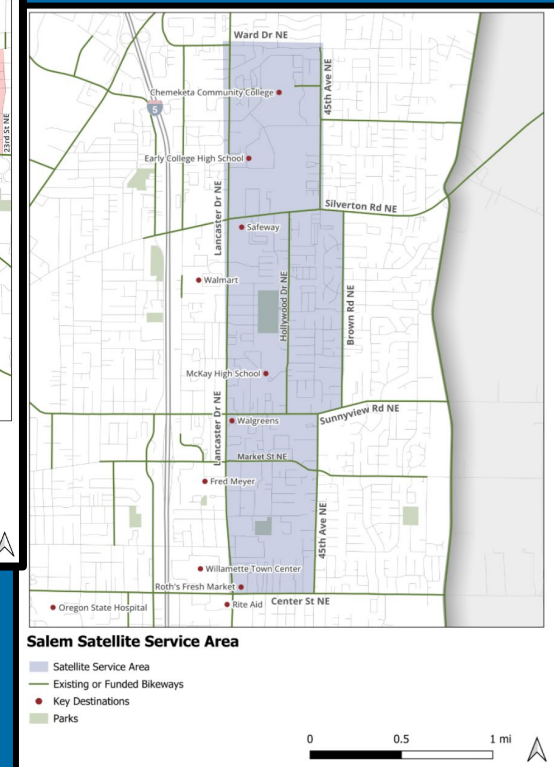 23rd St NE
Ward Dr NE
45th Ave NE
Chemeketa Community College
5
Early College High School
Lancaster Dr NE
Silverton Rd NE
Safeway
Walmart
Hollywood Dr NE
Brown Rd NE
McKay High School
Lancaster Dr NE
Sunnyview Rd NE
Walgreens
Market St NE
Fred Meyer
45th Ave NE
Willamette Town Center
Roth's Fresh Market
Center St NE
Rite Aid
Oregon State Hospital
Salem Satellite Service Area
Satellite Service Area
Existing or Funded Bikeways
Key Destinations
Parks
0 0.5 1 mi